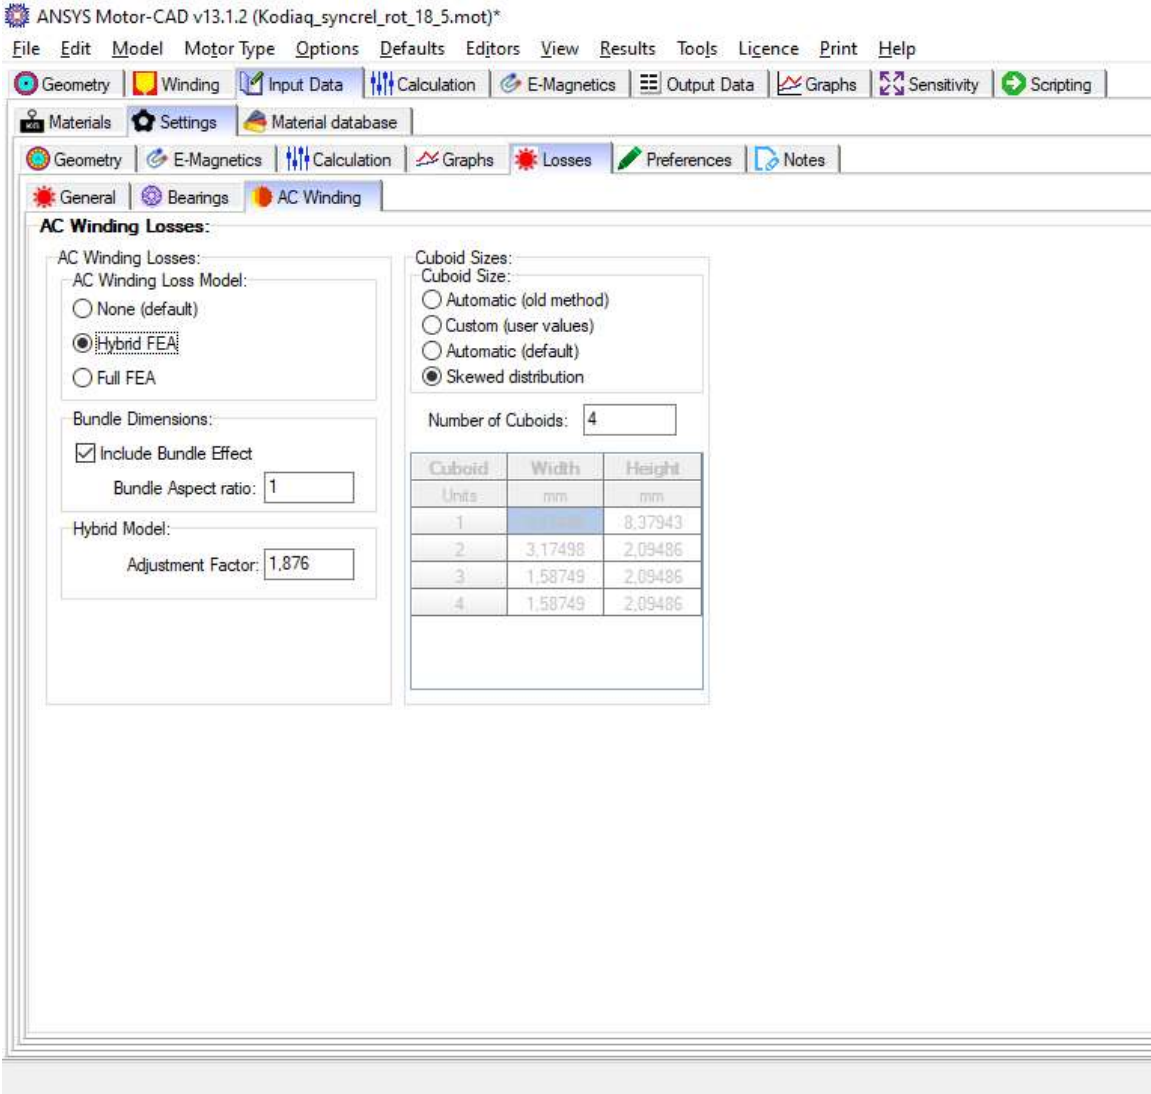 ANSYS Motor-CAD v13.1.2 (Kodiaq_syncrel_rot_18_5.mot)*
File Edit Model Motor Type Options Defaults Editors View Results Tools Licence Print Help
Geometry Winding Input Data Calculation E-Magnetics Output Data Graphs Sensitivity Scripting
Materials Settings Material database
Geometry E-Magnetics Calculation Graphs Losses Preferences Notes
General Bearings AC Winding
AC Winding Losses:
AC Winding Losses:
AC Winding Loss Model:
None (default)
Hybrid FEA
Full FEA
Bundle Dimensions:
Include Bundle Effect
Bundle Aspect ratio: 1
Hybrid Model:
Adjustment Factor: 1,876
Cuboid Sizes:
Cuboid Size:
Automatic (old method)
Custom (user values)
Automatic (default)
Skewed distribution
Number of Cuboids: 4
Cuboid Width Height
Units mm mm
1 8,37943
2 3,17498 2,09486
3 1,58749 2,09486
4 1,58749 2,09486